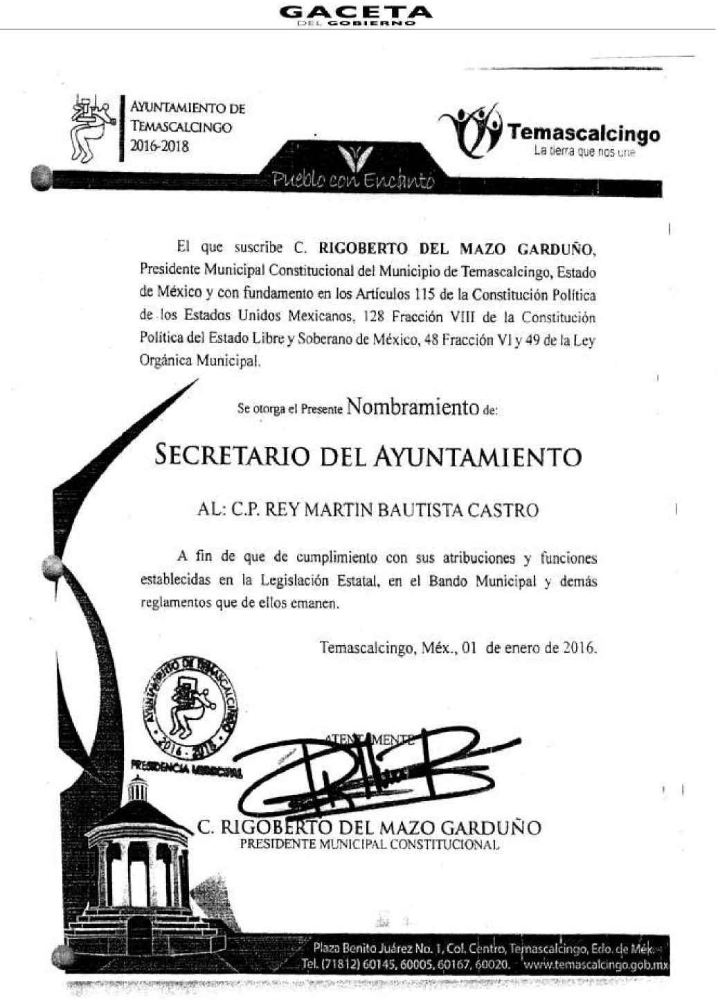 GACETA
DEL GOBIERNO
AYUNTAMIENTO DE
TEMASCALCINGO
2016-2018
Temascalcingo
La tierra que nos une
Pueblo con Encanto
El que suscribe C. RIGOBERTO DEL MAZO GARDUÑO,
Presidente Municipal Constitucional del Municipio de Temascalcingo, Estado
de México y con fundamento en los Artículos 115 de la Constitución Política
de los Estados Unidos Mexicanos, 128 Fracción VIII de la Constitución
Política del Estado Libre y Soberano de México, 48 Fracción VI y 49 de la Ley
Orgánica Municipal.
Se otorga el Presente Nombramiento de:
SECRETARIO DEL AYUNTAMIENTO
AL: C.P. REY MARTIN BAUTISTA CASTRO
A fin de que de cumplimiento con sus atribuciones y funciones
establecidas en la Legislación Estatal, en el Bando Municipal y demás
reglamentos que de ellos emanen.
Temascalcingo, Méx., 01 de enero de 2016.
AYUNTAMIENTO DE TEMASCALCINGO
2016 - 2018
PRESIDENCIA MUNICIPAL
ATENTAMENTE
C. RIGOBERTO DEL MAZO GARDUÑO
PRESIDENTE MUNICIPAL CONSTITUCIONAL
Plaza Benito Juárez No. 1, Col. Centro, Temascalcingo, Edo. de Méx.
Tel. (71812) 60145, 60005, 60167, 60020. www.temascalcingo.gob.mx